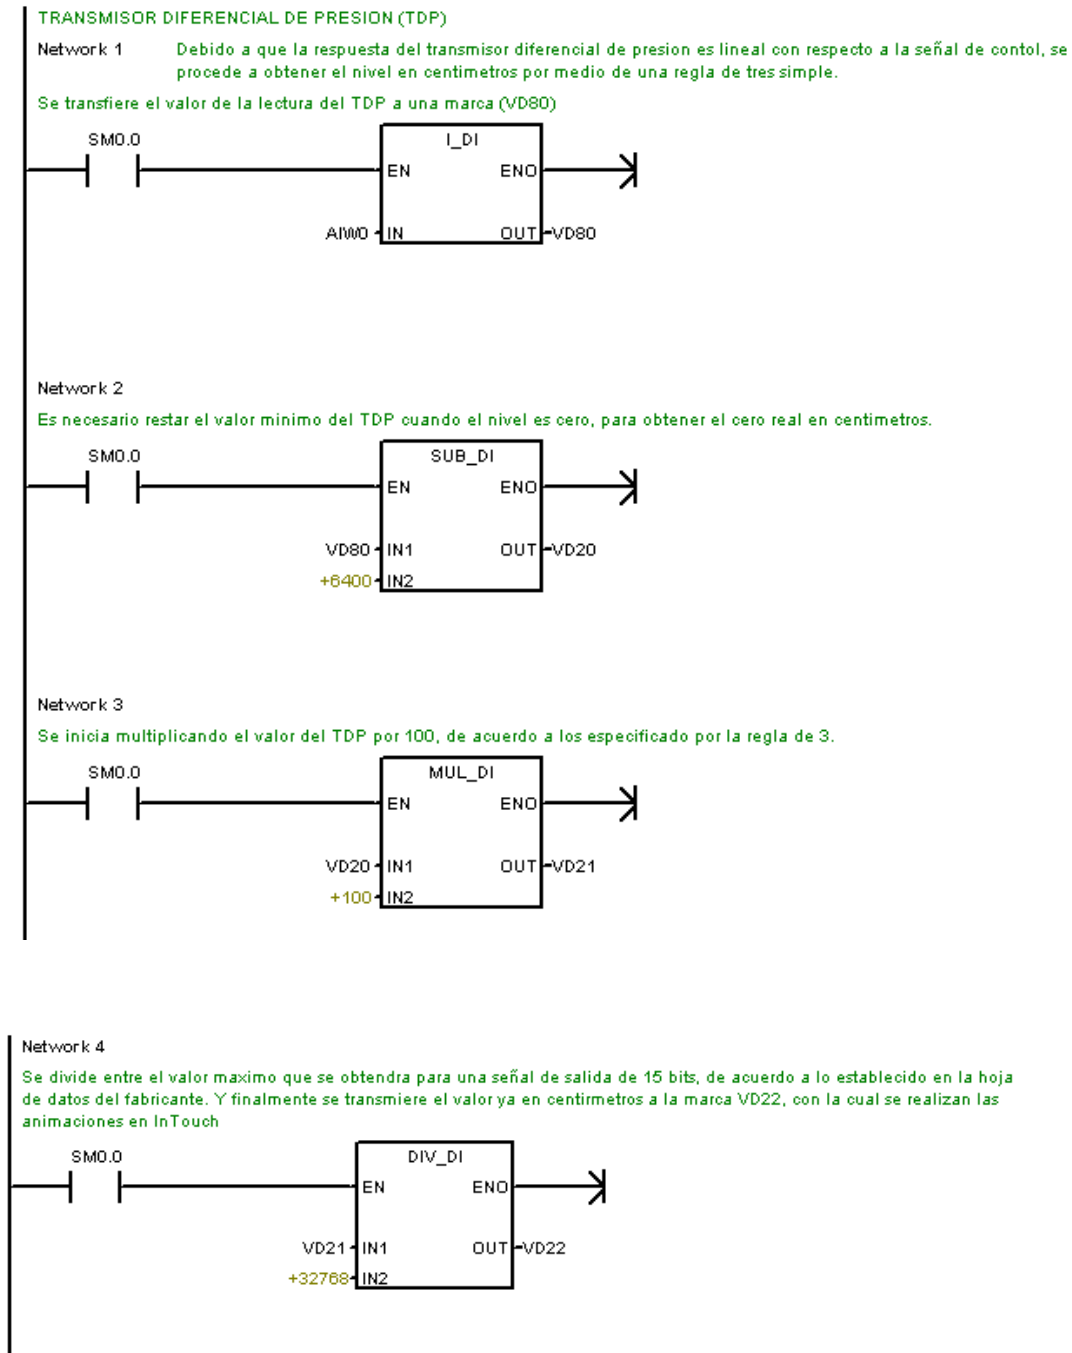 TRANSMISOR DIFERENCIAL DE PRESION (TDP)
Network 1 Debido a que la respuesta del transmisor diferencial de presion es lineal con respecto a la señal de contol, se
procede a obtener el nivel en centimetros por medio de una regla de tres simple.
Se transfiere el valor de la lectura del TDP a una marca (VD80)
SM0.0 I_DI
EN ENO
AIW0 IN OUT VD80
Network 2
Es necesario restar el valor minimo del TDP cuando el nivel es cero, para obtener el cero real en centimetros.
SM0.0 SUB_DI
EN ENO
VD80 IN1 OUT VD20
+6400 IN2
Network 3
Se inicia multiplicando el valor del TDP por 100, de acuerdo a los especificado por la regla de 3.
SM0.0 MUL_DI
EN ENO
VD20 IN1 OUT VD21
+100 IN2
Network 4
Se divide entre el valor maximo que se obtendra para una señal de salida de 15 bits, de acuerdo a lo establecido en la hoja
de datos del fabricante. Y finalmente se transmiere el valor ya en centirmetros a la marca VD22, con la cual se realizan las
animaciones en InTouch
SM0.0 DIV_DI
EN ENO
VD21 IN1 OUT VD22
+32768 IN2